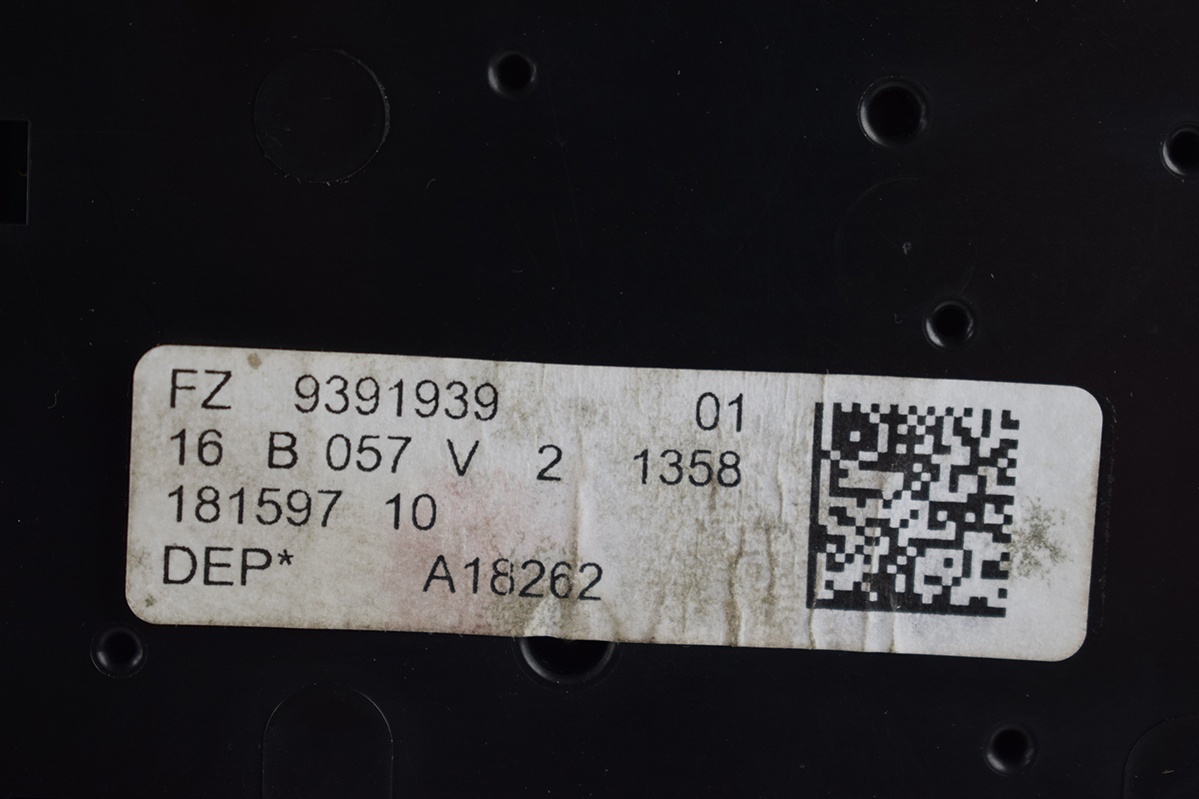 FZ 9391939 01
16 B 057 V 2 1358
181597 10
DEP* A18262